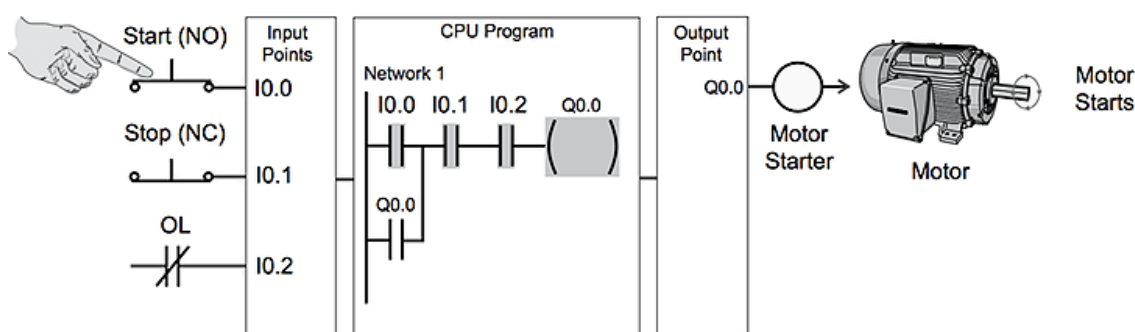 Start (NO)
Input
Points
I0.0
Stop (NC)
I0.1
OL
I0.2
CPU Program
Network 1
I0.0 I0.1 I0.2 Q0.0
Q0.0
Output
Point
Q0.0
Motor
Starter
Motor
Motor
Starts